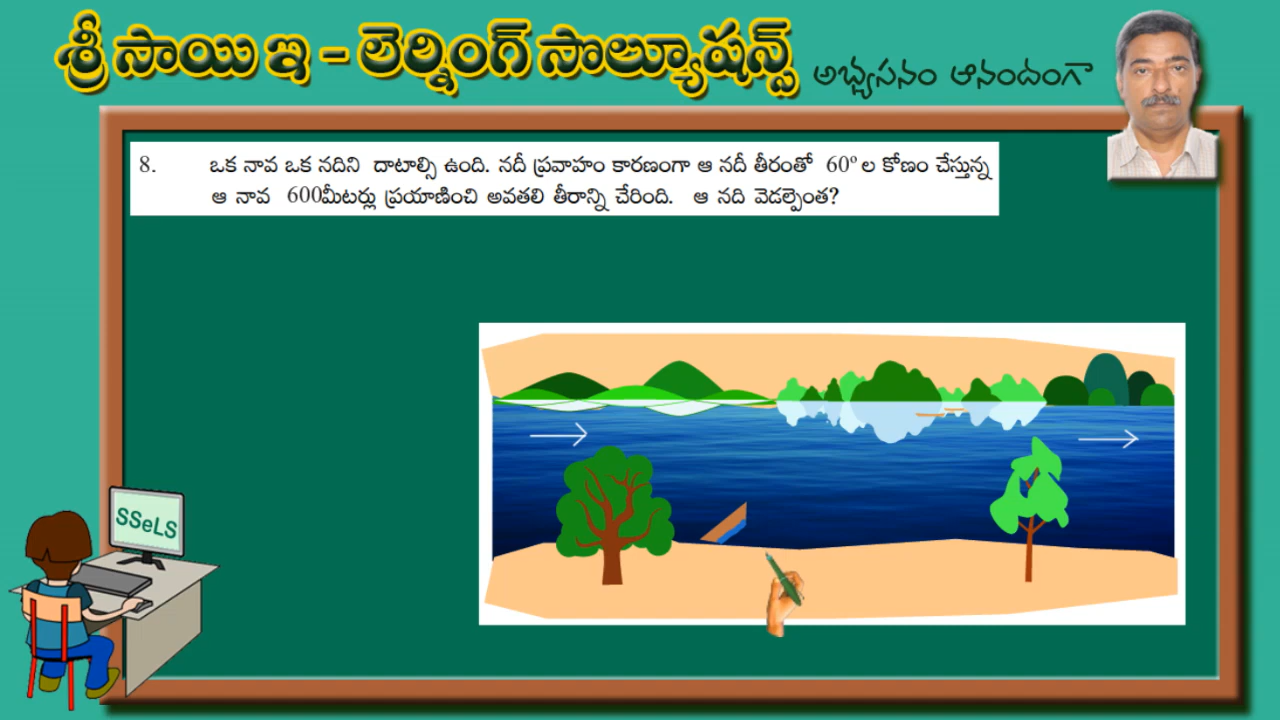 శ్రీ సాయి ఇ - లెర్నింగ్ సొల్యూషన్స్ అభ్యసనం ఆనందంగా
8. ఒక నావ ఒక నదిని దాటాల్సి ఉంది. నదీ ప్రవాహం కారణంగా ఆ నదీ తీరంతో 60° ల కోణం చేస్తున్న
ఆ నావ 600మీటర్లు ప్రయాణించి అవతలి తీరాన్ని చేరింది. ఆ నది వెడల్పెంత?
SSeLS